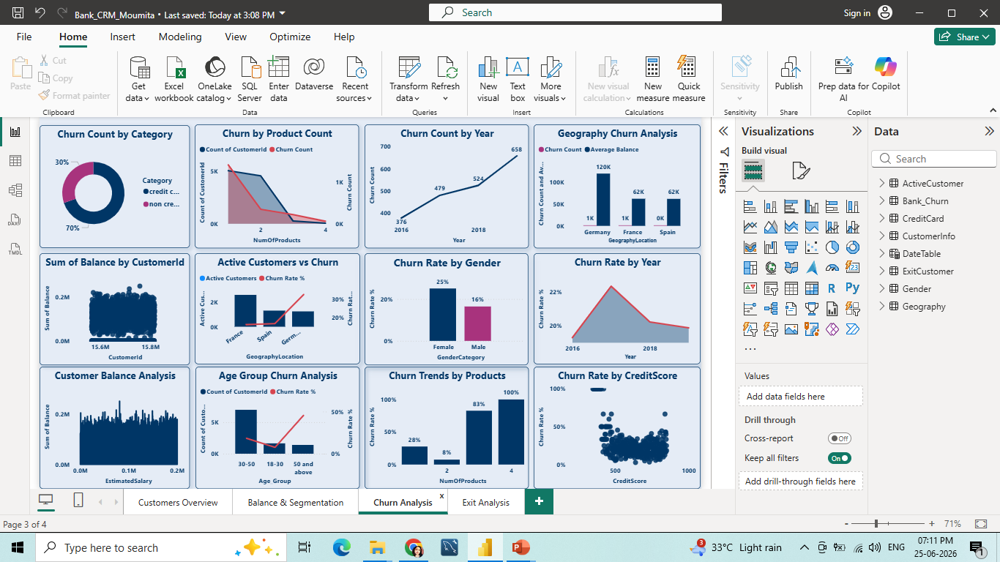 Bank_CRM_Moumita • Last saved: Today at 3:08 PM
Search
Sign in
File
Home
Insert
Modeling
View
Optimize
Help
Share
Paste
Cut
Copy
Format painter
Clipboard
Get data
Excel workbook
OneLake catalog
SQL Server
Enter data
Dataverse
Recent sources
Data
Transform data
Refresh
Queries
New visual
Text box
More visuals
Insert
New visual calculation
New measure
Quick measure
Calculations
Sensitivity
Sensitivity
Publish
Share
Prep data for AI
Copilot
Copilot
DAX
TMDL
Churn Count by Category
30%
70%
Category
credit c...
non cre...
Churn by Product Count
Count of CustomerId
Churn Count
Count of CustomerId
5K
0K
1K
0K
Churn Count
2
4
NumOfProducts
Churn Count by Year
Churn Count
700
600
500
400
376
479
524
658
2016
2018
Year
Geography Churn Analysis
Churn Count
Average Balance
Churn Count and Av...
100K
50K
0K
120K
62K
62K
1K
1K
0K
Germany
France
Spain
GeographyLocation
Sum of Balance by CustomerId
Sum of Balance
0.2M
0.0M
15.6M
15.8M
CustomerId
Active Customers vs Churn
Active Customers
Churn Rate %
Active Cus...
2K
0K
30%
20%
Churn Rat...
France
Spain
Germ...
GeographyLocation
Churn Rate by Gender
Churn Rate %
20%
0%
25%
16%
Female
Male
GenderCategory
Churn Rate by Year
Churn Rate %
22%
20%
2016
2018
Year
Customer Balance Analysis
Sum of Balance
0.2M
0.0M
0.0M
0.1M
0.2M
EstimatedSalary
Age Group Churn Analysis
Count of CustomerId
Churn Rate %
Count of Custo...
5K
0K
50%
0%
Churn Rate %
30-50
18-30
50 and above
Age Group
Churn Trends by Products
Churn Rate %
100%
50%
0%
28%
8%
83%
100%
2
4
NumOfProducts
Churn Rate by CreditScore
Churn Rate %
100%
50%
0%
500
1000
CreditScore
Filters
Visualizations
Build visual
R
Py
123
...
Values
Add data fields here
Drill through
Cross-report
Off
Keep all filters
On
Add drill-through fields here
Data
Search
ActiveCustomer
Bank_Churn
CreditCard
CustomerInfo
DateTable
ExitCustomer
Gender
Geography
Customers Overview
Balance & Segmentation
Churn Analysis
x
Exit Analysis
+
Page 3 of 4
- + 71%
Type here to search
3
33°C Light rain
ENG
07:11 PM
25-06-2026
1